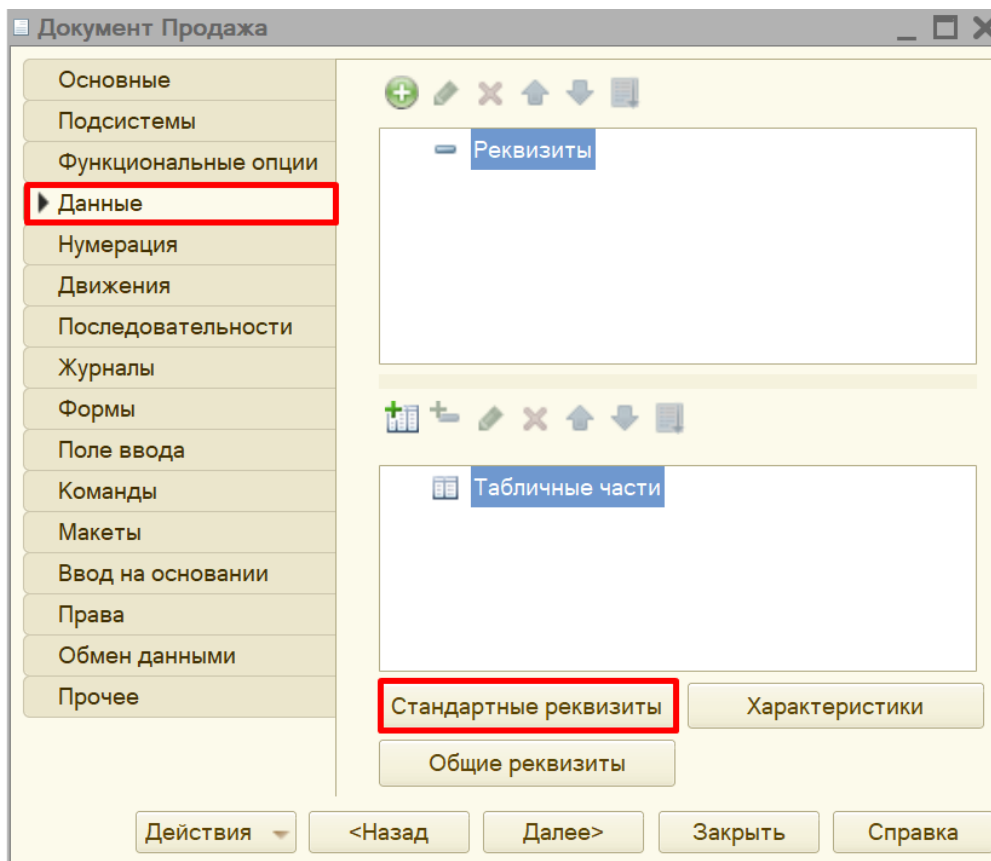 Документ Продажа
Основные
Подсистемы
Функциональные опции
Данные
Нумерация
Движения
Последовательности
Журналы
Формы
Поле ввода
Команды
Макеты
Ввод на основании
Права
Обмен данными
Прочее
Реквизиты
Табличные части
Стандартные реквизиты
Характеристики
Общие реквизиты
Действия
<Назад
Далее>
Закрыть
Справка